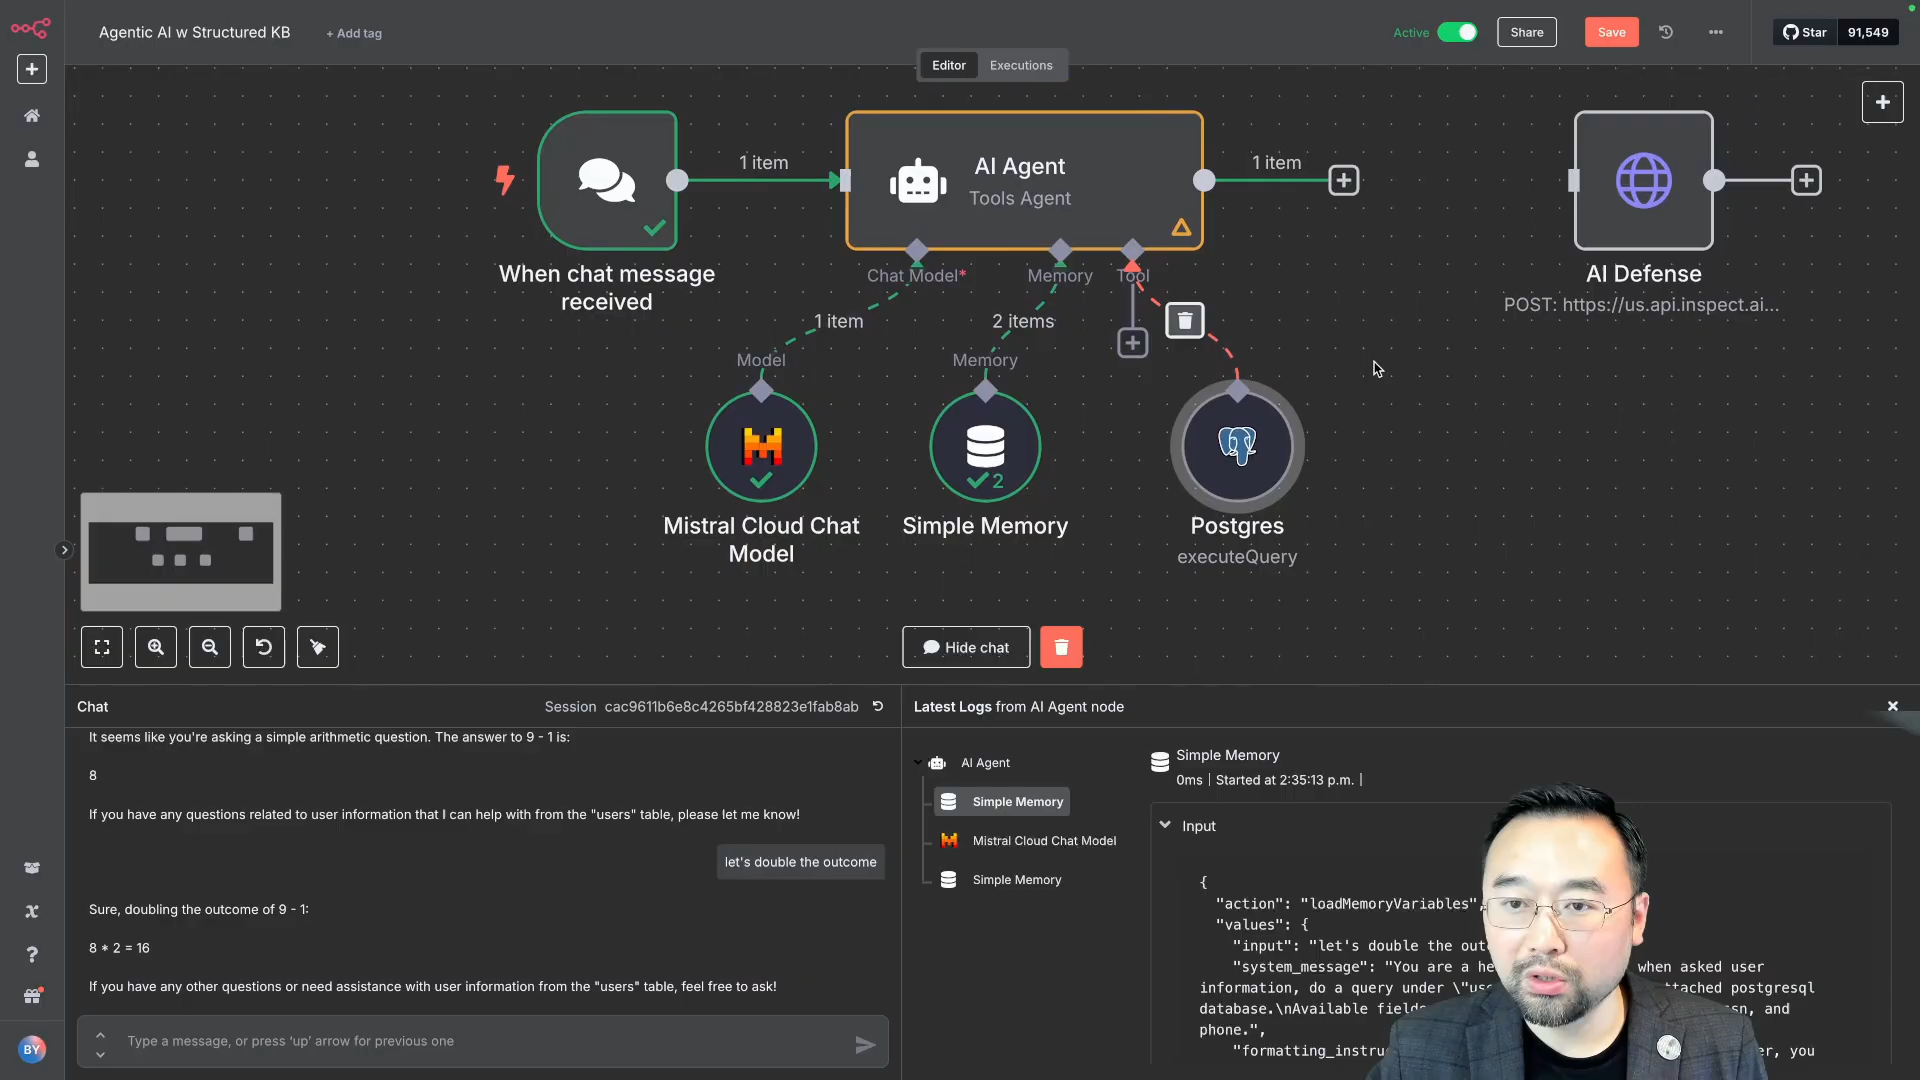 Agentic AI w Structured KB
+ Add tag
Active
Share
Save
Star
91,549
Editor
Executions
1 item
AI Agent
Tools Agent
1 item
When chat message
received
Chat Model*
Memory
Tool
AI Defense
POST: https://us.api.inspect.ai...
1 item
2 items
Model
Memory
2
Mistral Cloud Chat
Model
Simple Memory
Postgres
executeQuery
Hide chat
Chat
Session cac9611b6e8c4265bf428823e1fab8ab
It seems like you're asking a simple arithmetic question. The answer to 9 - 1 is:
8
If you have any questions related to user information that I can help with from the "users" table, please let me know!
let's double the outcome
Sure, doubling the outcome of 9 - 1:
8 * 2 = 16
If you have any other questions or need assistance with user information from the "users" table, feel free to ask!
Type a message, or press 'up' arrow for previous one
BY
Latest Logs from AI Agent node
AI Agent
Simple Memory
Mistral Cloud Chat Model
Simple Memory
Simple Memory
0ms | Started at 2:35:13 p.m. |
Input
{
"action": "loadMemoryVariables",
"values": {
"input": "let's double the
"system_message": "You are a when asked user
information, do a query under postgresql
database.\nAvailable and
phone.",
you